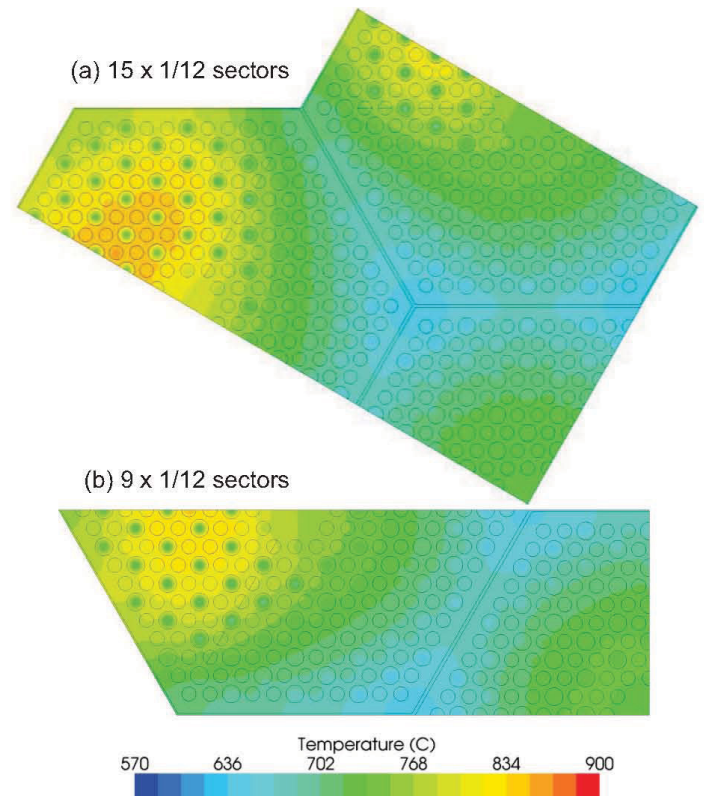 (a) 15 x 1/12 sectors
(b) 9 x 1/12 sectors
Temperature (C)
570 636 702 768 834 900